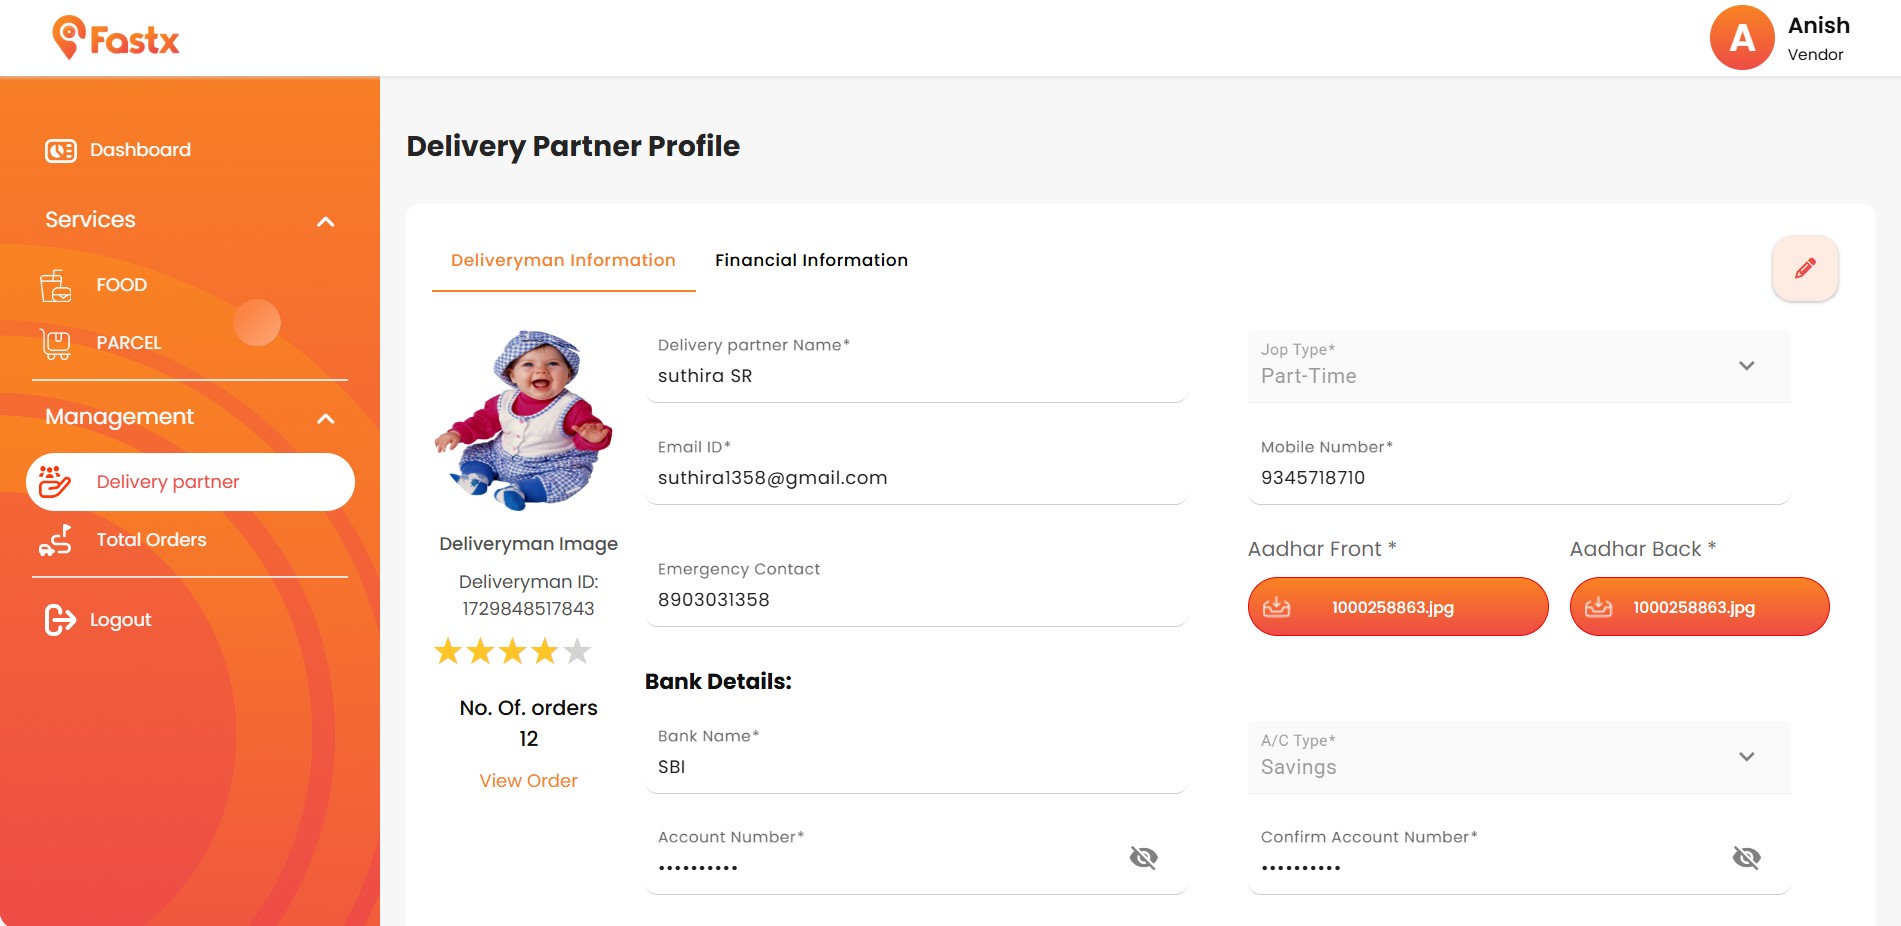 Fastx
A
Anish
Vendor
Dashboard
Services
FOOD
PARCEL
Management
Delivery partner
Total Orders
Logout
Delivery Partner Profile
Deliveryman Information
Financial Information
Deliveryman Image
Deliveryman ID:
1729848517843
No. Of. orders
12
View Order
Delivery partner Name*
suthira SR
Jop Type*
Part-Time
Email ID*
suthira1358@gmail.com
Mobile Number*
9345718710
Emergency Contact
8903031358
Aadhar Front *
1000258863.jpg
Aadhar Back *
1000258863.jpg
Bank Details:
Bank Name*
SBI
A/C Type*
Savings
Account Number*
••••••••••
Confirm Account Number*
••••••••••